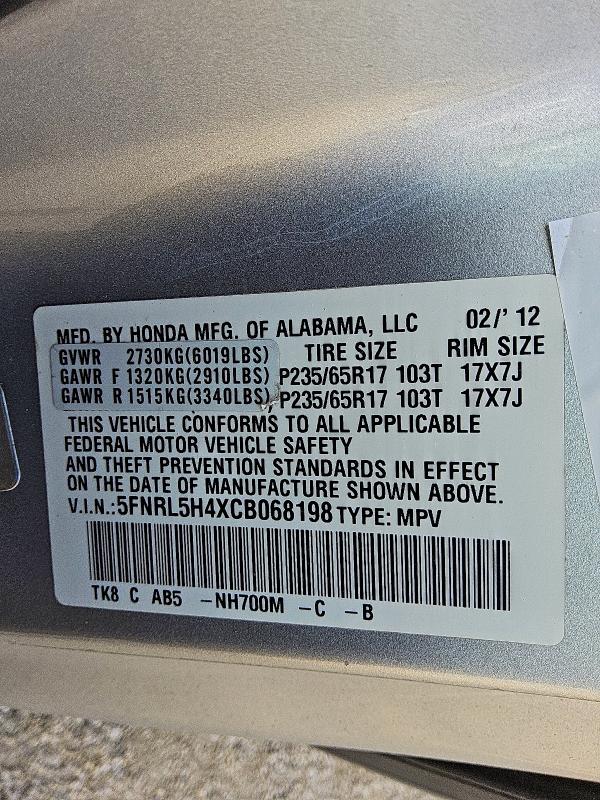 MFD. BY HONDA MFG. OF ALABAMA, LLC 02/'12
GVWR 2730KG(6019LBS) TIRE SIZE RIM SIZE
GAWR F 1320KG(2910LBS) P235/65R17 103T 17X7J
GAWR R 1515KG(3340LBS) P235/65R17 103T 17X7J
THIS VEHICLE CONFORMS TO ALL APPLICABLE
FEDERAL MOTOR VEHICLE SAFETY
AND THEFT PREVENTION STANDARDS IN EFFECT
ON THE DATE OF MANUFACTURE SHOWN ABOVE.
V.I.N.:5FNRL5H4XCB068198 TYPE: MPV
TK8 C AB5 -NH700M -C -B